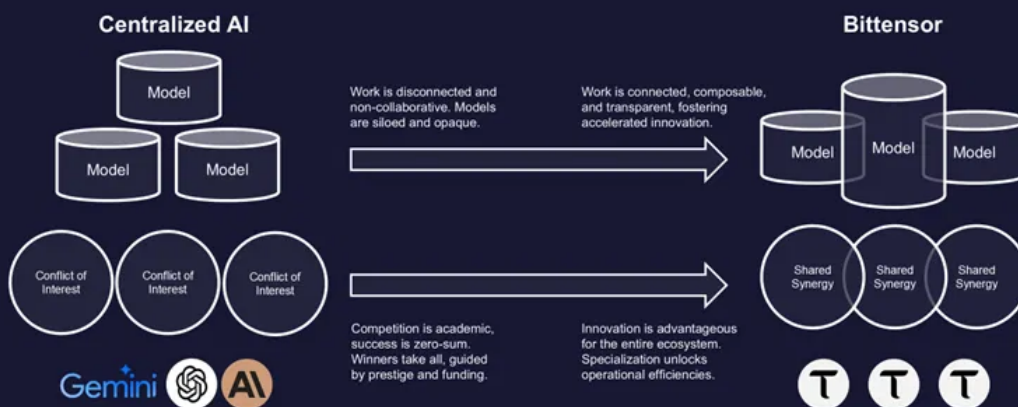 Centralized AI
Bittensor
Model
Model
Model
Work is disconnected and
non-collaborative. Models
are siloed and opaque.
Work is connected, composable,
and transparent, fostering
accelerated innovation.
Model
Model
Model
Conflict of
Interest
Conflict of
Interest
Conflict of
Interest
Competition is academic,
success is zero-sum.
Winners take all, guided
by prestige and funding.
Innovation is advantageous
for the entire ecosystem.
Specialization unlocks
operational efficiencies.
Shared
Synergy
Shared
Synergy
Shared
Synergy
Gemini
AI